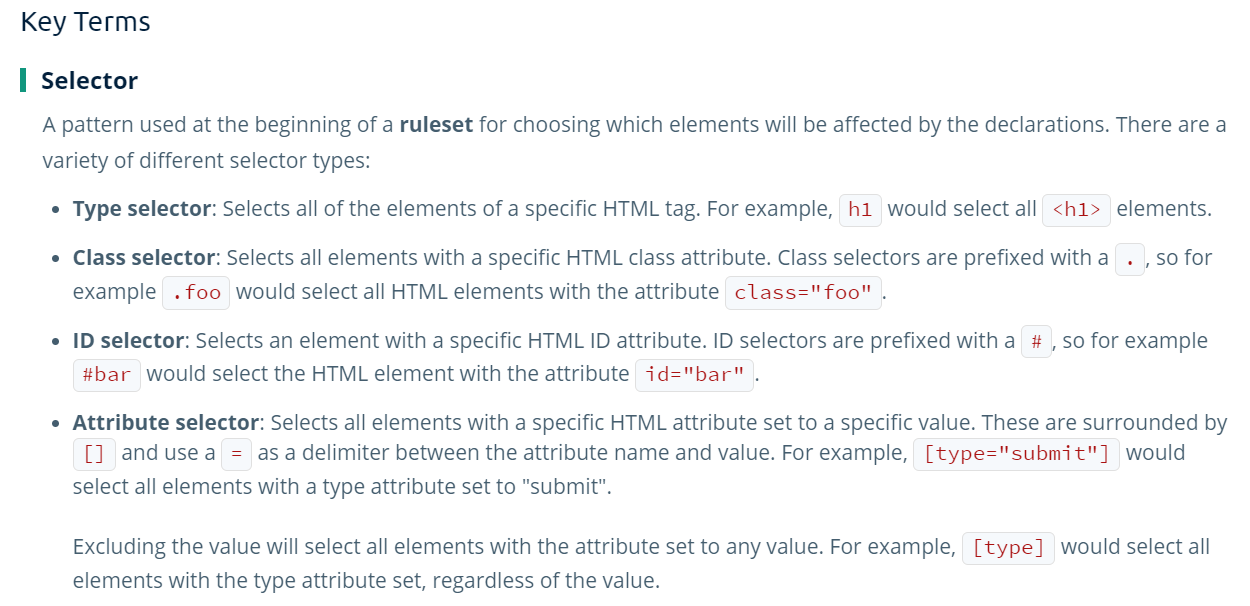 Key Terms
Selector
A pattern used at the beginning of a ruleset for choosing which elements will be affected by the declarations. There are a
variety of different selector types:
• Type selector: Selects all of the elements of a specific HTML tag. For example, h1 would select all <h1> elements.
• Class selector: Selects all elements with a specific HTML class attribute. Class selectors are prefixed with a ., so for
example .foo would select all HTML elements with the attribute class="foo".
• ID selector: Selects an element with a specific HTML ID attribute. ID selectors are prefixed with a #, so for example
#bar would select the HTML element with the attribute id="bar".
• Attribute selector: Selects all elements with a specific HTML attribute set to a specific value. These are surrounded by
[] and use a = as a delimiter between the attribute name and value. For example, [type="submit"] would
select all elements with a type attribute set to "submit".
Excluding the value will select all elements with the attribute set to any value. For example, [type] would select all
elements with the type attribute set, regardless of the value.